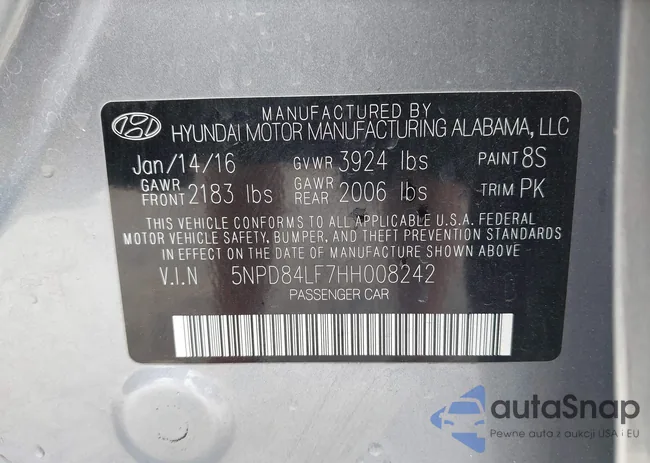 MANUFACTURED BY
HYUNDAI MOTOR MANUFACTURING ALABAMA, LLC
Jan/14/16 GVWR 3924 lbs PAINT 8S
GAWR FRONT 2183 lbs GAWR REAR 2006 lbs TRIM PK
THIS VEHICLE CONFORMS TO ALL APPLICABLE U.S.A. FEDERAL
MOTOR VEHICLE SAFETY, BUMPER, AND THEFT PREVENTION STANDARDS
IN EFFECT ON THE DATE OF MANUFACTURE SHOWN ABOVE
V.I.N 5NPD84LF7HH008242
PASSENGER CAR
autaSnap
Pewne auta z aukcji USA i EU